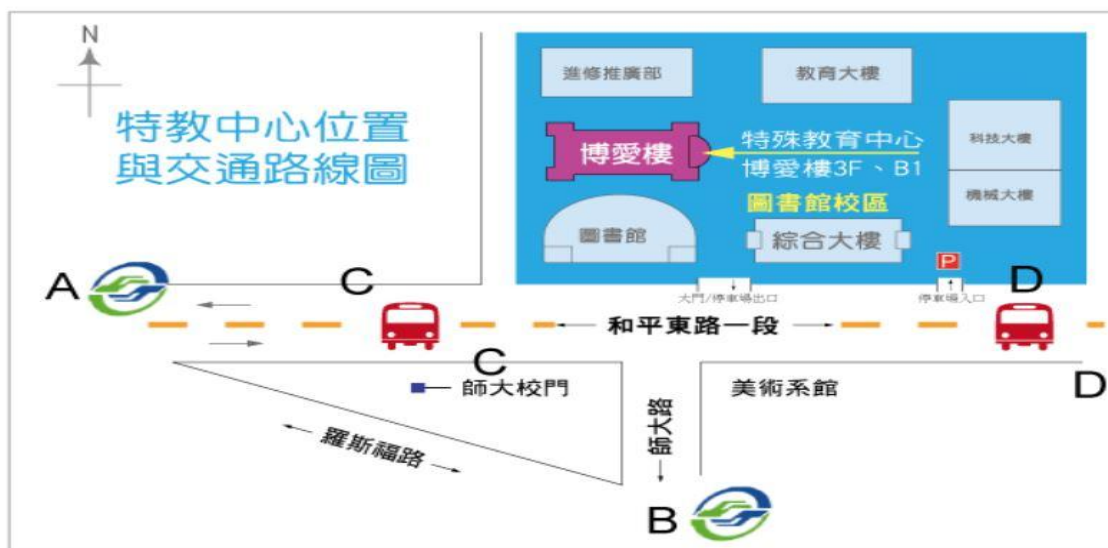 N
特教中心位置
與交通路線圖
進修推廣部
教育大樓
博愛樓
特殊教育中心
博愛樓3F、B1
科技大樓
機械大樓
圖書館校區
圖書館
綜合大樓
P
A
C
D
大門/停車場出口
停車場入口
和平東路一段
C
D
師大校門
美術系館
師大路
羅斯福路
B